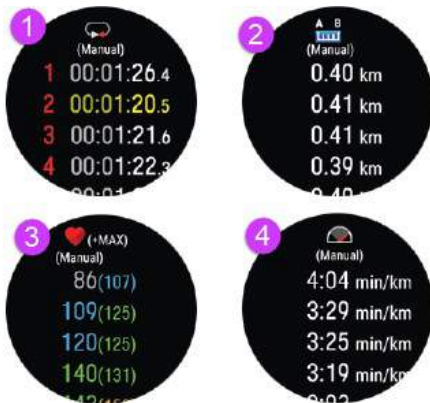 1
(Manual)
1 00:01:26.4
2 00:01:20.5
3 00:01:21.6
4 00:01:22.3
2
A B
(Manual)
0.40 km
0.41 km
0.41 km
0.39 km
3
(+MAX)
(Manual)
86(107)
109(125)
120(125)
140(131)
4
(Manual)
4:04 min/km
3:29 min/km
3:25 min/km
3:19 min/km